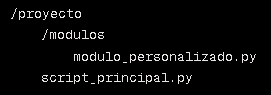 /proyecto
    /modulos
        modulo_personalizado.py
    script_principal.py